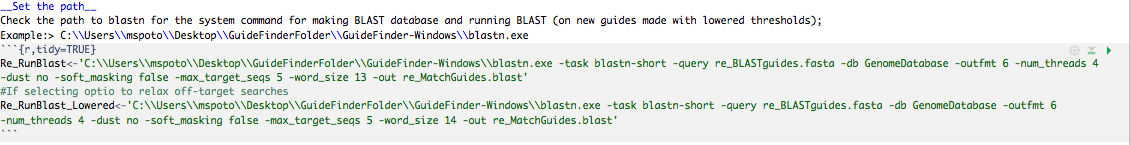 __Set the path__
Check the path to blastn for the system command for making BLAST database and running BLAST (on new guides made with lowered thresholds);
Example:> C:\\Users\\mspoto\\Desktop\\GuideFinderFolder\\GuideFinder-Windows\\blastn.exe
```{r,tidy=TRUE}
Re_RunBlast<-'C:\\Users\\mspoto\\Desktop\\GuideFinderFolder\\GuideFinder-Windows\\blastn.exe -task blastn-short -query re_BLASTguides.fasta -db GenomeDatabase -outfmt 6 -num_threads 4
-dust no -soft_masking false -max_target_seqs 5 -word_size 13 -out re_MatchGuides.blast'
#If selecting optio to relax off-target searches
Re_RunBlast_Lowered<-'C:\\Users\\mspoto\\Desktop\\GuideFinderFolder\\GuideFinder-Windows\\blastn.exe -task blastn-short -query re_BLASTguides.fasta -db GenomeDatabase -outfmt 6
-num_threads 4 -dust no -soft_masking false -max_target_seqs 5 -word_size 14 -out re_MatchGuides.blast'
```